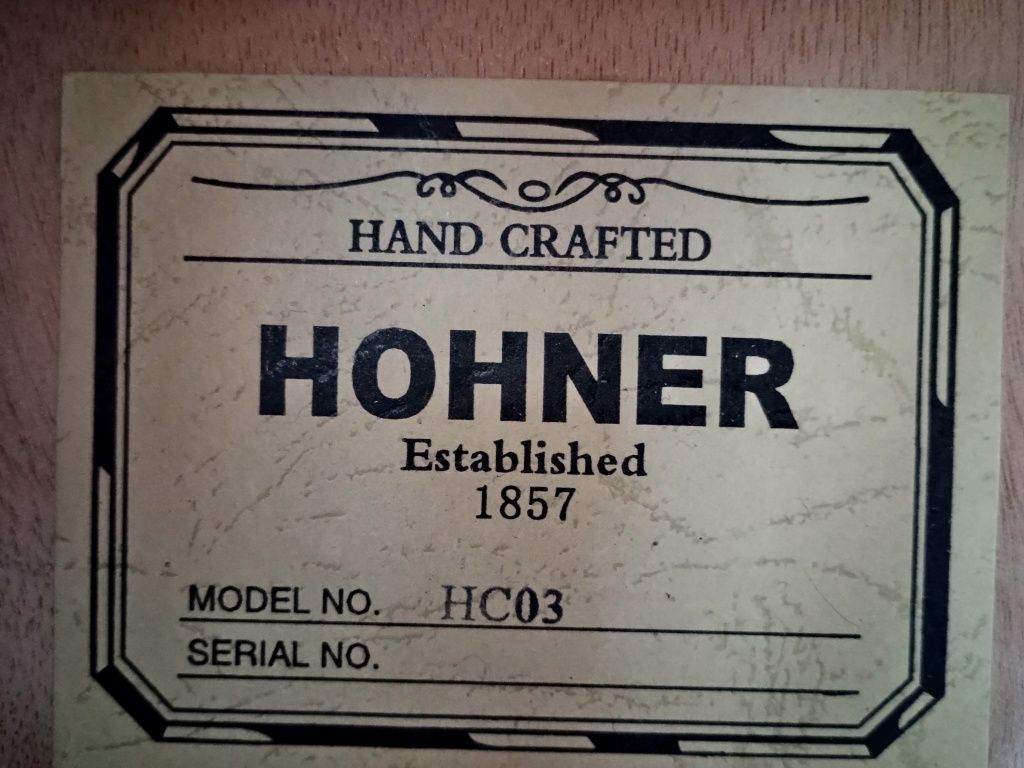 HAND CRAFTED
HOHNER
Established
1857
MODEL NO. HC03
SERIAL NO.